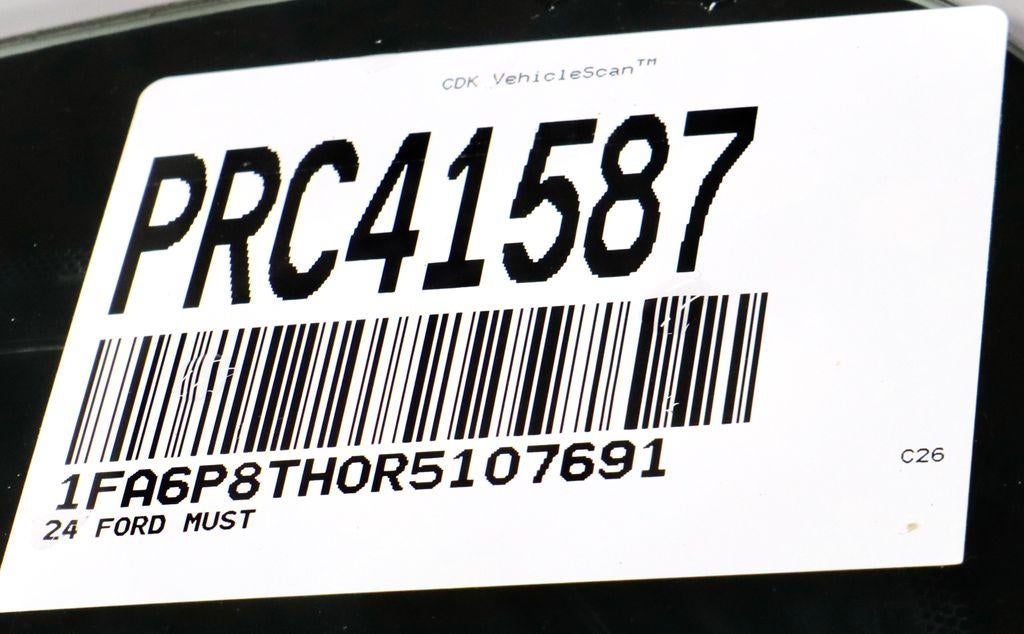 CDK VehicleScan™
PRC41587
1FA6P8TH0R5107691
24 FORD MUST
C26